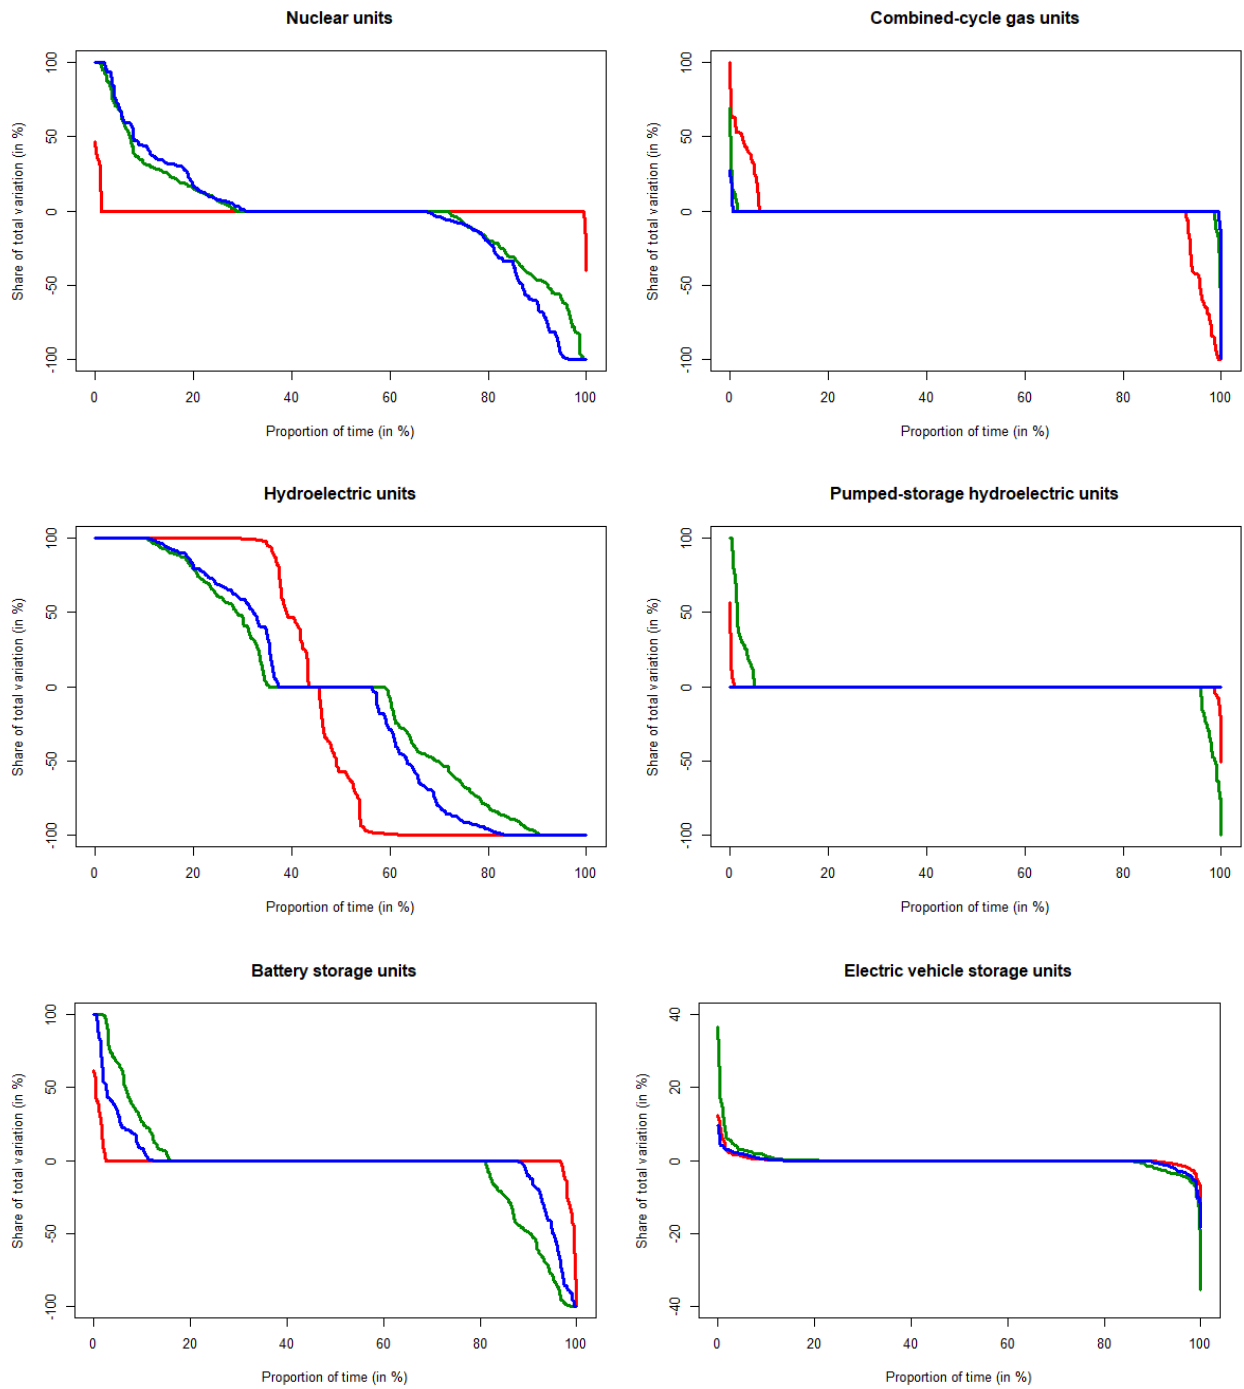 Nuclear units
Share of total variation (in %)
100
50
0
-50
-100
0 20 40 60 80 100
Proportion of time (in %)
Combined-cycle gas units
Share of total variation (in %)
100
50
0
-50
-100
0 20 40 60 80 100
Proportion of time (in %)
Hydroelectric units
Share of total variation (in %)
100
50
0
-50
-100
0 20 40 60 80 100
Proportion of time (in %)
Pumped-storage hydroelectric units
Share of total variation (in %)
100
50
0
-50
-100
0 20 40 60 80 100
Proportion of time (in %)
Battery storage units
Share of total variation (in %)
100
50
0
-50
-100
0 20 40 60 80 100
Proportion of time (in %)
Electric vehicle storage units
Share of total variation (in %)
40
20
0
-20
-40
0 20 40 60 80 100
Proportion of time (in %)